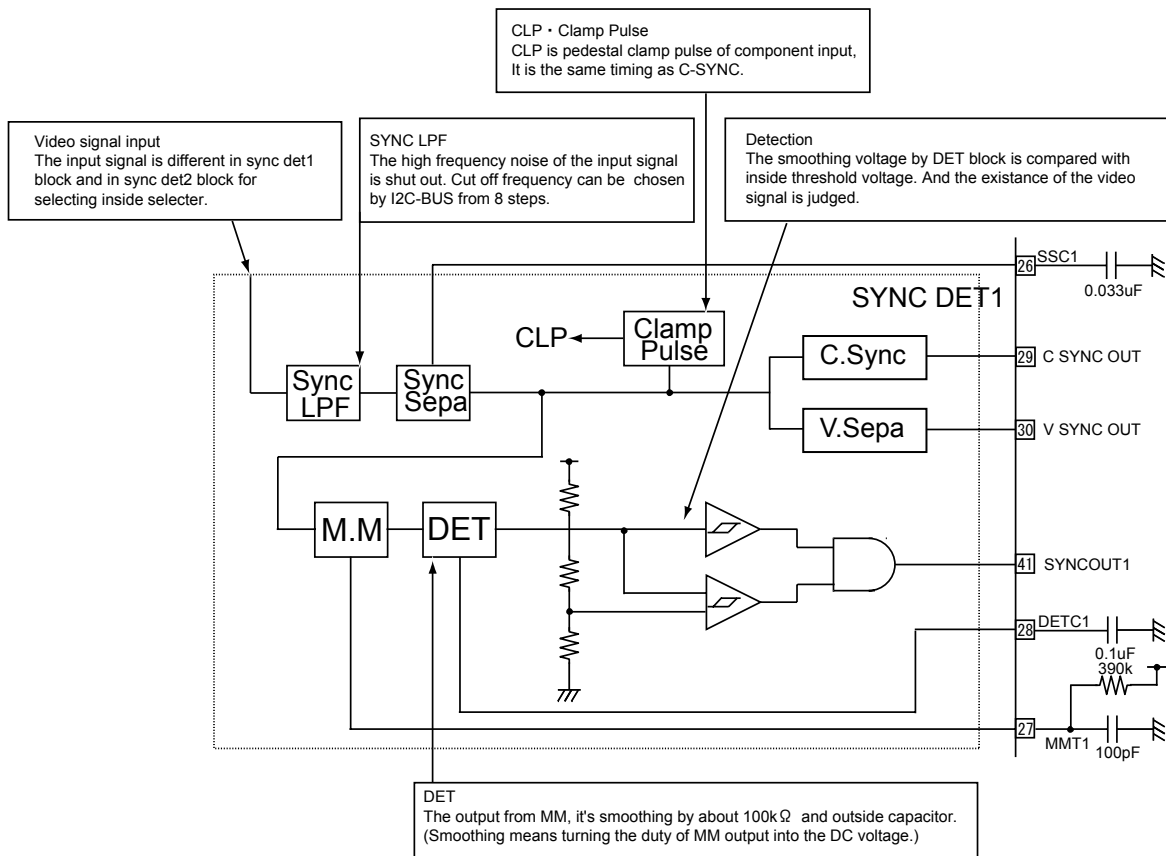 CLP・Clamp Pulse
CLP is pedestal clamp pulse of component input,
It is the same timing as C-SYNC.
Video signal input
The input signal is different in sync det1
block and in sync det2 block for
selecting inside selecter.
SYNC LPF
The high frequency noise of the input signal
is shut out. Cut off frequency can be chosen
by I2C-BUS from 8 steps.
Detection
The smoothing voltage by DET block is compared with
inside threshold voltage. And the existance of the video
signal is judged.
26
SSC1
0.033uF
SYNC DET1
CLP
Clamp
Pulse
Sync
LPF
Sync
Sepa
C.Sync
29
C SYNC OUT
V.Sepa
30
V SYNC OUT
M.M
DET
41
SYNCOUT1
28
DETC1
0.1uF
390k
27
MMT1
100pF
DET
The output from MM, it's smoothing by about 100kΩ and outside capacitor.
(Smoothing means turning the duty of MM output into the DC voltage.)